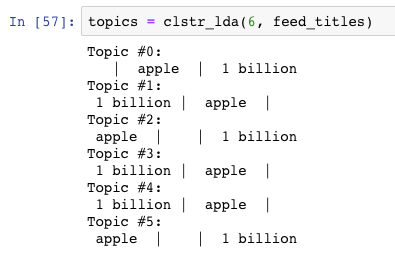 In [57]: topics = clstr_lda(6, feed_titles)
Topic #0:
| apple | 1 billion
Topic #1:
1 billion | apple |
Topic #2:
apple | | 1 billion
Topic #3:
1 billion | apple |
Topic #4:
1 billion | apple |
Topic #5:
apple | | 1 billion